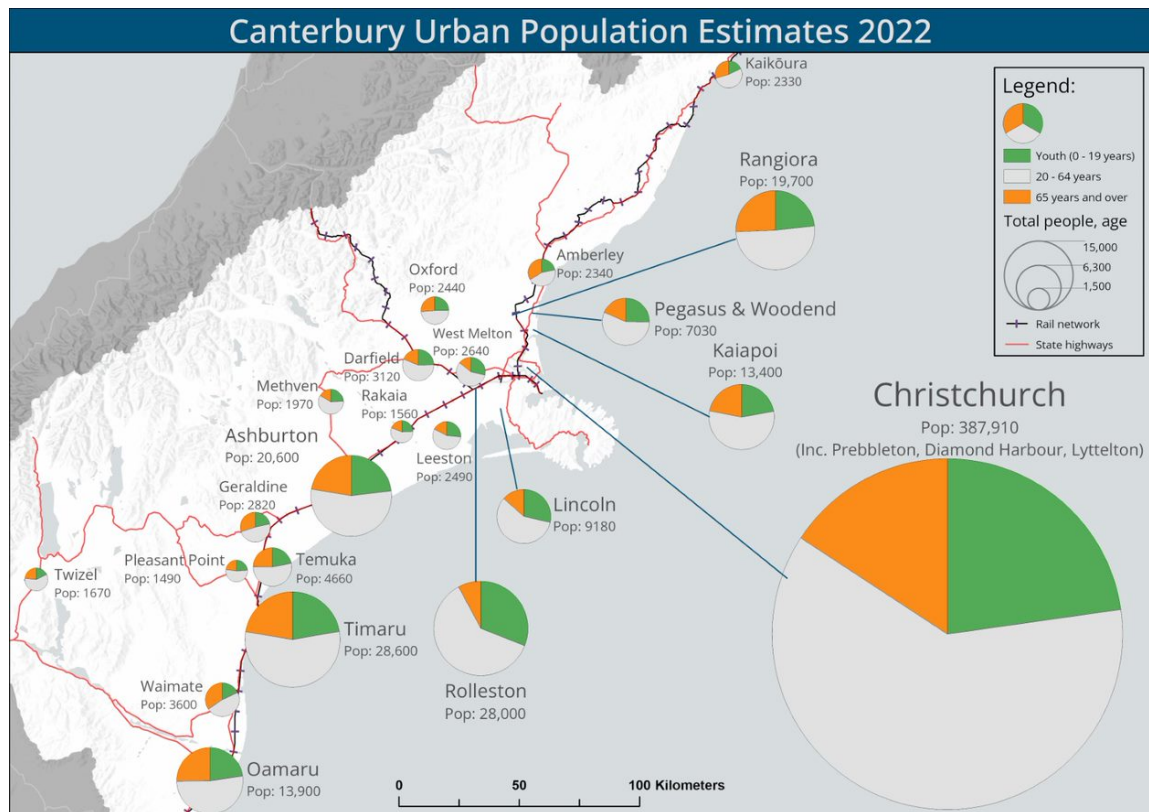 Canterbury Urban Population Estimates 2022
Kaikōura
Pop: 2330
Legend:
Youth (0 - 19 years)
20 - 64 years
65 years and over
Total people, age
15,000
6,300
1,500
Rail network
State highways
Rangiora
Pop: 19,700
Amberley
Pop: 2340
Oxford
Pop: 2440
Pegasus & Woodend
Pop: 7030
West Melton
Pop: 2640
Kaiapoi
Pop: 13,400
Darfield
Pop: 3120
Methven
Pop: 1970
Rakaia
Pop: 1560
Christchurch
Pop: 387,910
(Inc. Prebbleton, Diamond Harbour, Lyttelton)
Ashburton
Pop: 20,600
Leeston
Pop: 2490
Geraldine
Pop: 2820
Lincoln
Pop: 9180
Pleasant Point
Pop: 1490
Temuka
Pop: 4660
Twizel
Pop: 1670
Timaru
Pop: 28,600
Rolleston
Pop: 28,000
Waimate
Pop: 3600
Oamaru
Pop: 13,900
0 50 100 Kilometers